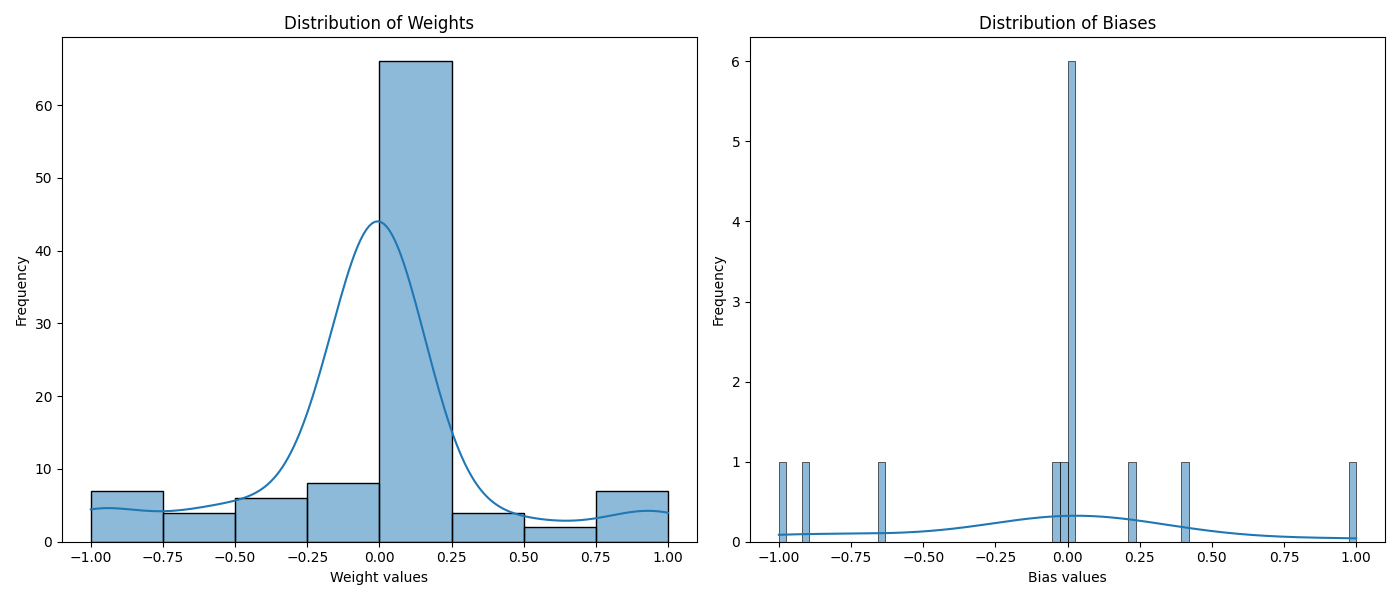 Distribution of Weights
60
50
40
30
20
10
0
Frequency
−1.00 −0.75 −0.50 −0.25 0.00 0.25 0.50 0.75 1.00
Weight values
Distribution of Biases
6
5
4
3
2
1
0
Frequency
−1.00 −0.75 −0.50 −0.25 0.00 0.25 0.50 0.75 1.00
Bias values